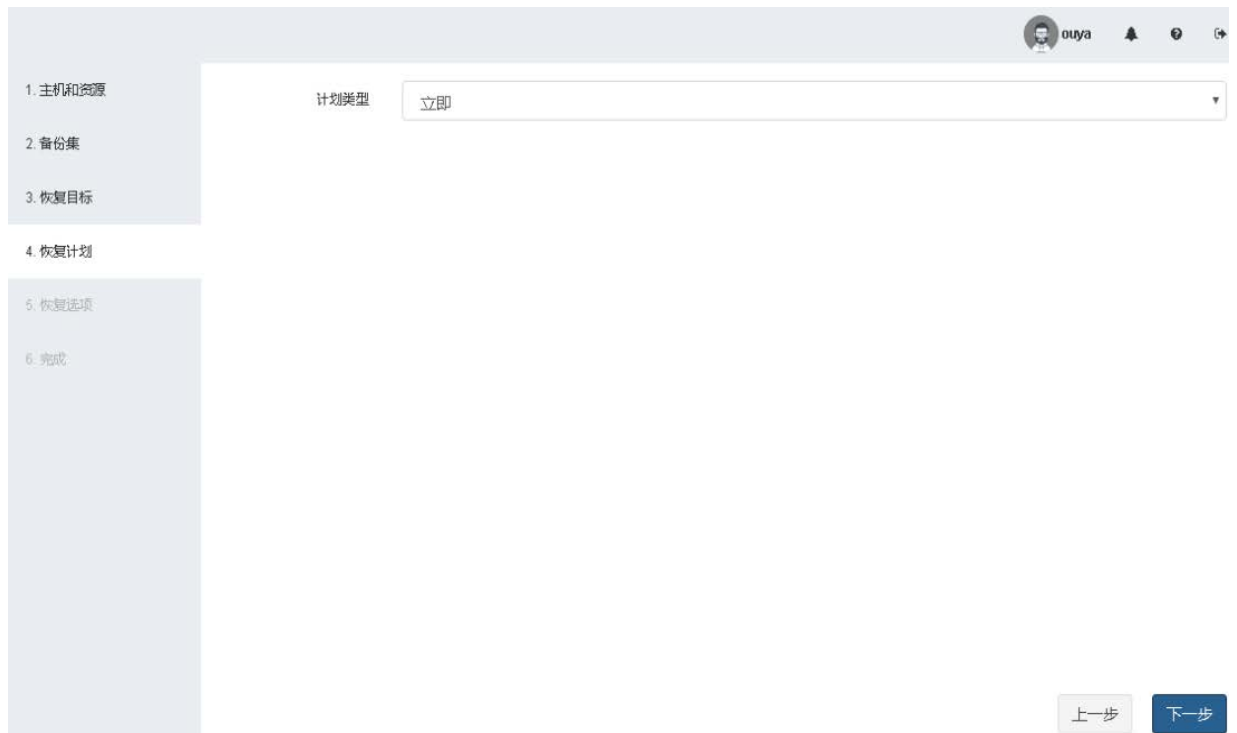 ouya
1. 主机和资源
计划类型
立即
2. 备份集
3. 恢复目标
4. 恢复计划
5. 恢复选项
6. 完成
上一步
下一步